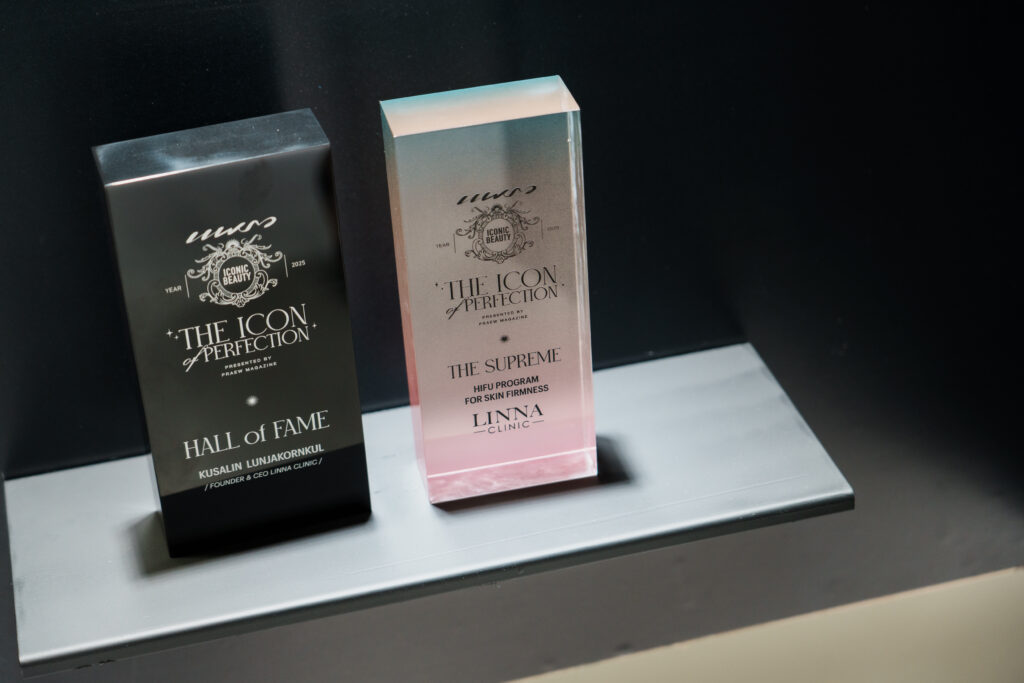 แพรว
ICONIC
BEAUTY
YEAR
2025
THE ICON
of PERFECTION
PRESENTED BY
PRAEW MAGAZINE
HALL of FAME
KUSALIN LUNJAKORNKUL
/ FOUNDER & CEO LINNA CLINIC /
แพรว
ICONIC
BEAUTY
YEAR
2025
THE ICON
of PERFECTION
PRESENTED BY
PRAEW MAGAZINE
THE SUPREME
HIFU PROGRAM
FOR SKIN FIRMNESS
LINNA
CLINIC